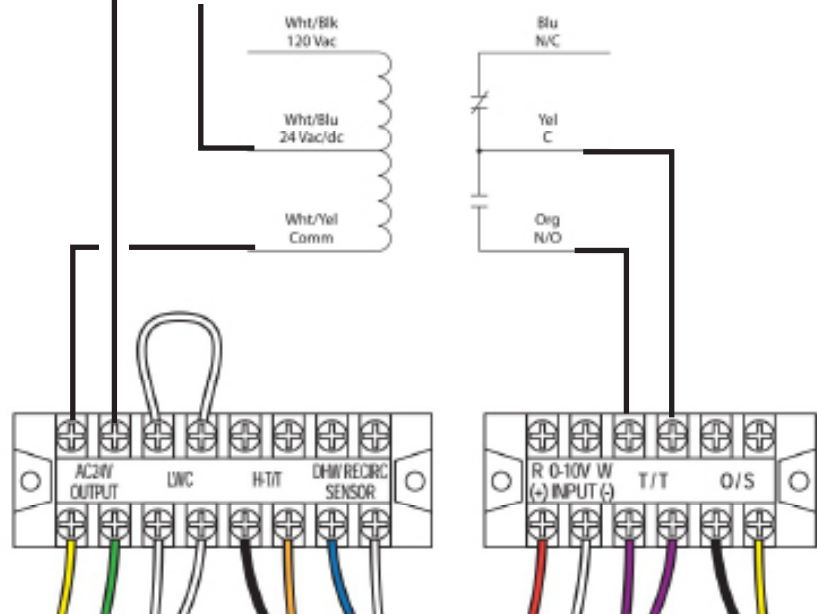 Wht/Blk
120 Vac
Blu
N/C
Wht/Blu
24 Vac/dc
Yel
C
Wht/Yel
Comm
Org
N/O
AC24V
OUTPUT
LWC
H-T/T
DHW RECIRC
SENSOR
R 0-10V W
(+) INPUT (-)
T / T
O / S